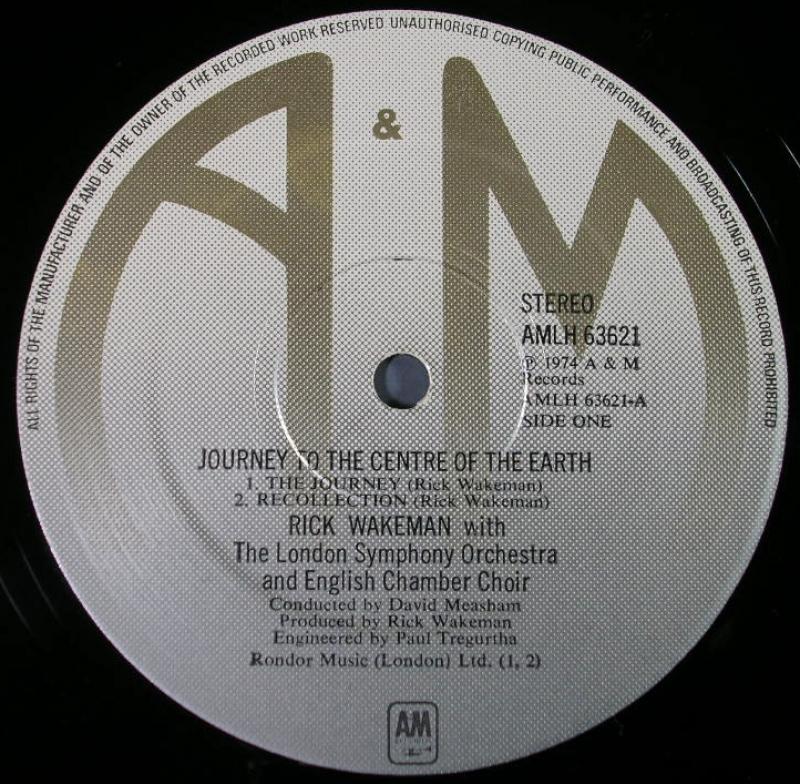 ALL RIGHTS OF THE MANUFACTURER AND OF THE OWNER OF THE RECORDED WORK RESERVED UNAUTHORISED COPYING PUBLIC PERFORMANCE AND BROADCASTING OF THIS RECORD PROHIBITED
A & M
STEREO
AMLH 63621
℗ 1974 A & M
Records
AMLH 63621-A
SIDE ONE
JOURNEY TO THE CENTRE OF THE EARTH
1. THE JOURNEY (Rick Wakeman)
2. RECOLLECTION (Rick Wakeman)
RICK WAKEMAN with
The London Symphony Orchestra
and English Chamber Choir
Conducted by David Measham
Produced by Rick Wakeman
Engineered by Paul Tregurtha
Rondor Music (London) Ltd. (1, 2)
AM